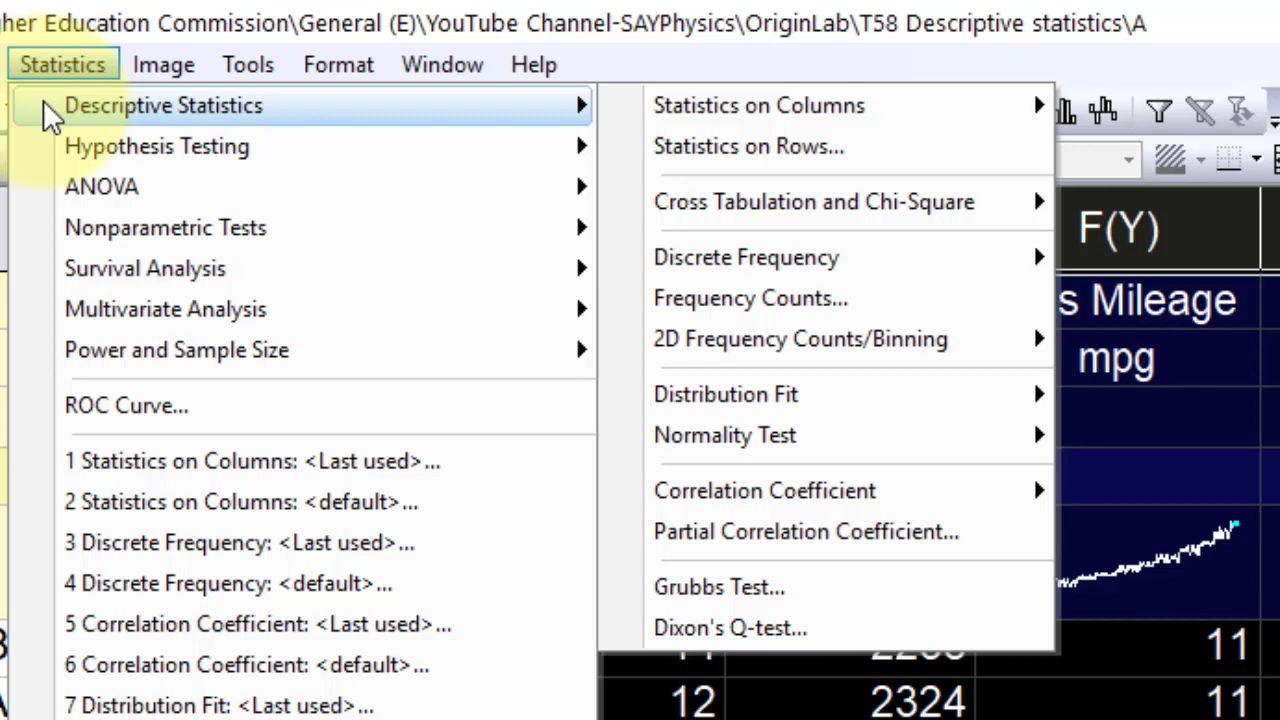 her Education Commission\General (E)\YouTube Channel-SAYPhysics\OriginLab\T58 Descriptive statistics\A
Statistics Image Tools Format Window Help
Descriptive Statistics
Hypothesis Testing
ANOVA
Nonparametric Tests
Survival Analysis
Multivariate Analysis
Power and Sample Size
ROC Curve...
1 Statistics on Columns: <Last used>...
2 Statistics on Columns: <default>...
3 Discrete Frequency: <Last used>...
4 Discrete Frequency: <default>...
5 Correlation Coefficient: <Last used>...
6 Correlation Coefficient: <default>...
7 Distribution Fit: <Last used>...
Statistics on Columns
Statistics on Rows...
Cross Tabulation and Chi-Square
Discrete Frequency
Frequency Counts...
2D Frequency Counts/Binning
Distribution Fit
Normality Test
Correlation Coefficient
Partial Correlation Coefficient...
Grubbs Test...
Dixon's Q-test...
F(Y)
s Mileage
mpg
11
12 2324 11